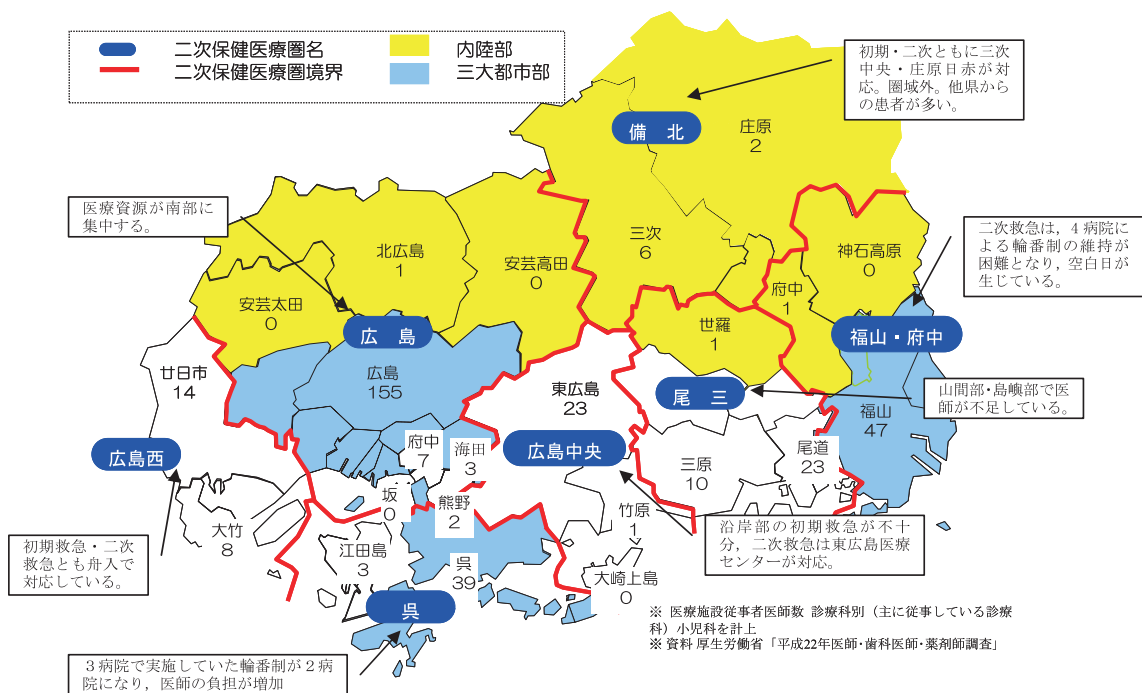 二次保健医療圏名
内陸部
二次保健医療圏境界
三大都市部
初期・二次ともに三次
中央・庄原日赤が対
応。圏域外。他県から
の患者が多い。
備 北
庄原
2
医療資源が南部に
集中する。
北広島
1
安芸高田
0
三次
6
神石高原
0
府中
1
二次救急は，４病院に
よる輪番制の維持が
困難となり，空白日が
生じている。
安芸太田
0
広 島
世羅
1
福山・府中
廿日市
14
広島
155
東広島
23
尾 三
山間部・島嶼部で医
師が不足している。
福山
47
広島西
府中
7
海田
3
広島中央
三原
10
尾道
23
坂
0
熊野
2
大竹
8
竹原
1
沿岸部の初期救急が不十
分，二次救急は東広島医療
センターが対応。
初期救急・二次
救急とも舟入で
対応している。
江田島
3
呉
39
大崎上島
0
呉
※ 医療施設従事者医師数 診療科別（主に従事している診療
科）小児科を計上
※ 資料 厚生労働省「平成22年医師・歯科医師・薬剤師調査」
３病院で実施していた輪番制が２病
院になり，医師の負担が増加